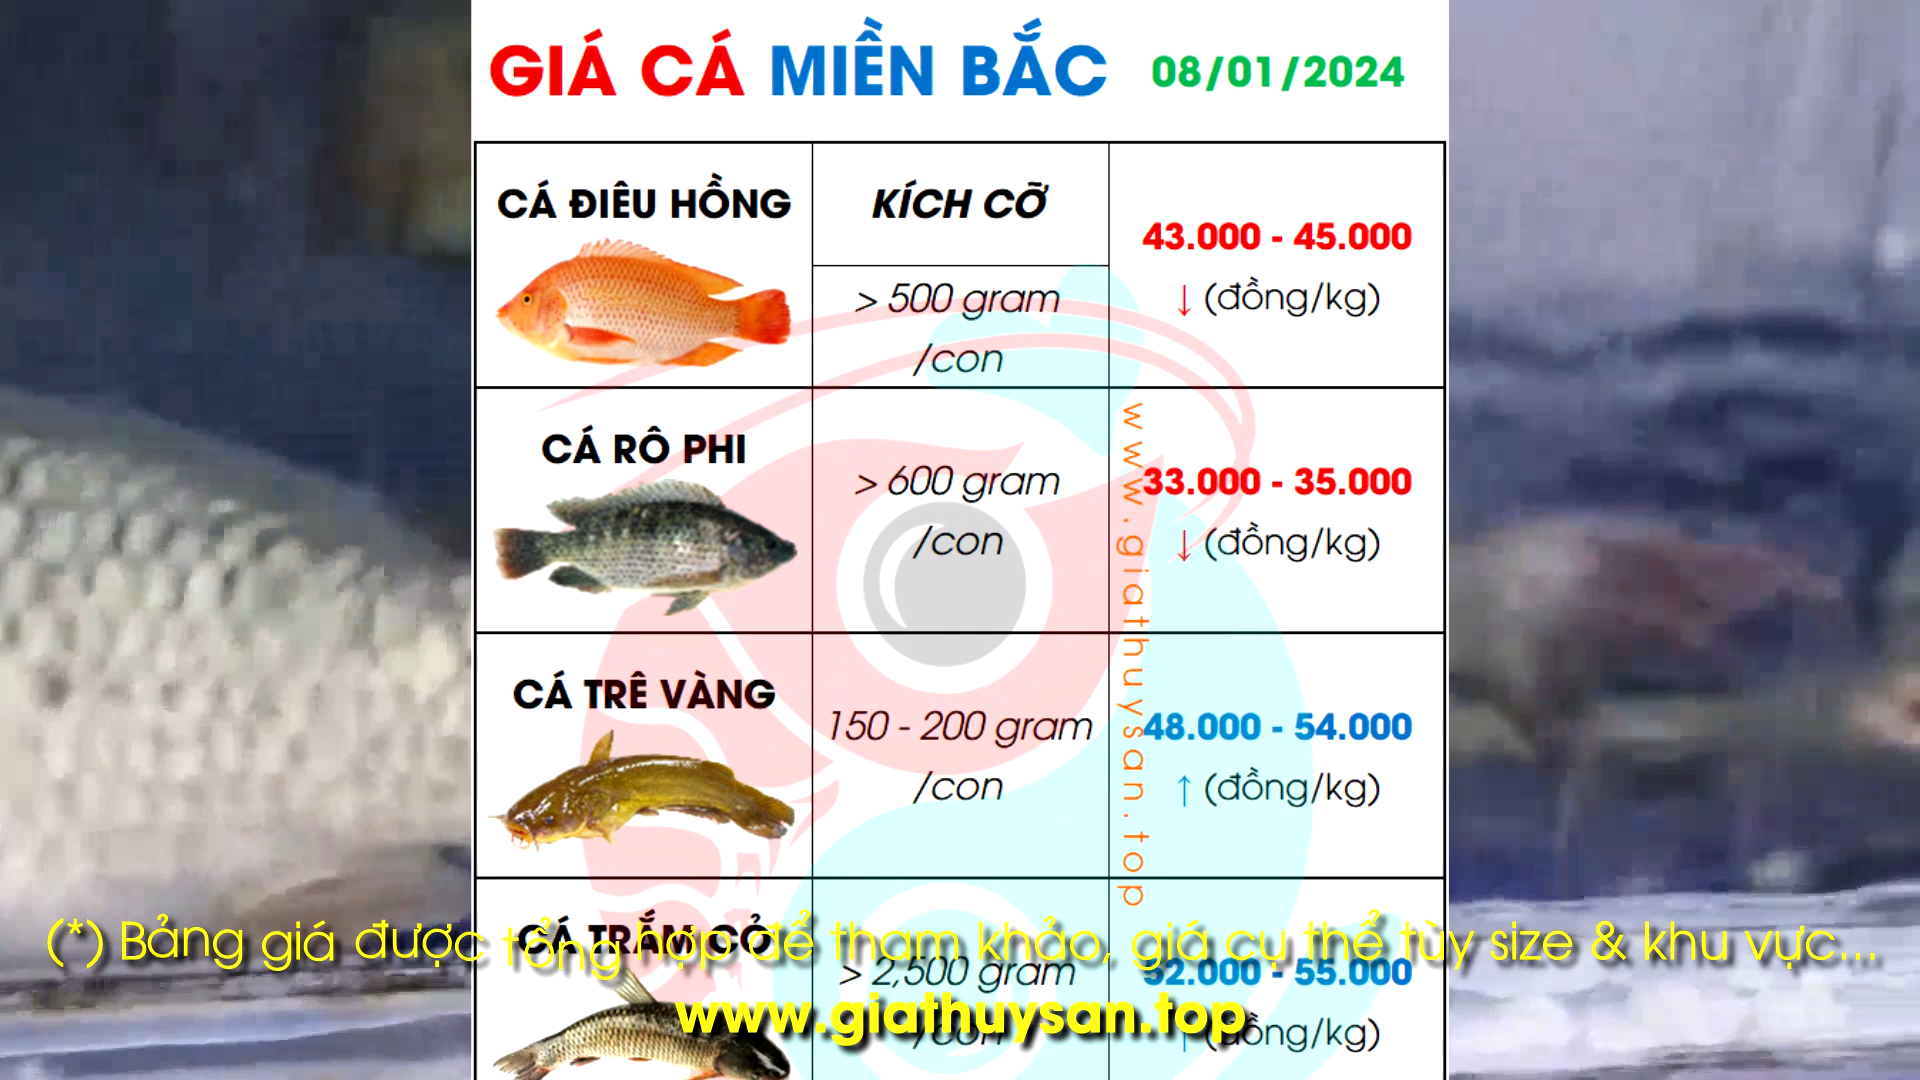 GIÁ CÁ MIỀN BẮC 08/01/2024
CÁ ĐIÊU HỒNG
KÍCH CỠ
> 500 gram
/con
43.000 - 45.000
↓ (đồng/kg)
CÁ RÔ PHI
> 600 gram
/con
33.000 - 35.000
↓ (đồng/kg)
CÁ TRÊ VÀNG
150 - 200 gram
/con
48.000 - 54.000
↑ (đồng/kg)
CÁ TRẮM CỎ
> 2,500 gram
/con
52.000 - 55.000
↑ (đồng/kg)
www.giathuysan.top
(*) Bảng giá được tổng hợp để tham khảo, giá cụ thể tùy size & khu vực...
www.giathuysan.top